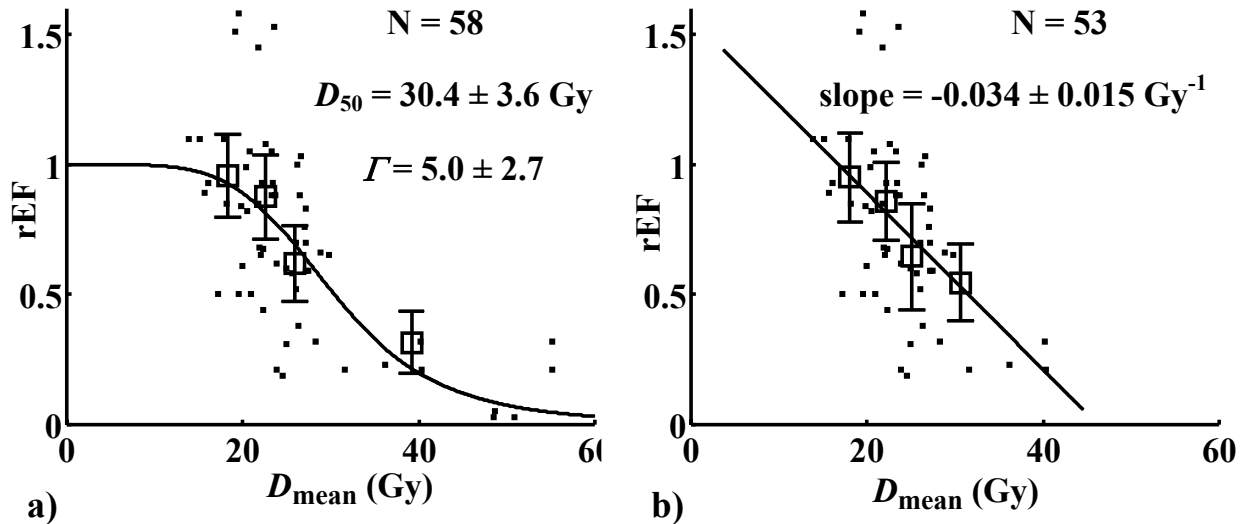 N = 58
D50 = 30.4 ± 3.6 Gy
Γ = 5.0 ± 2.7
rEF
1.5
1
0.5
0
0
20
40
60
Dmean (Gy)
a)
N = 53
slope = -0.034 ± 0.015 Gy-1
rEF
1.5
1
0.5
0
0
20
40
60
Dmean (Gy)
b)